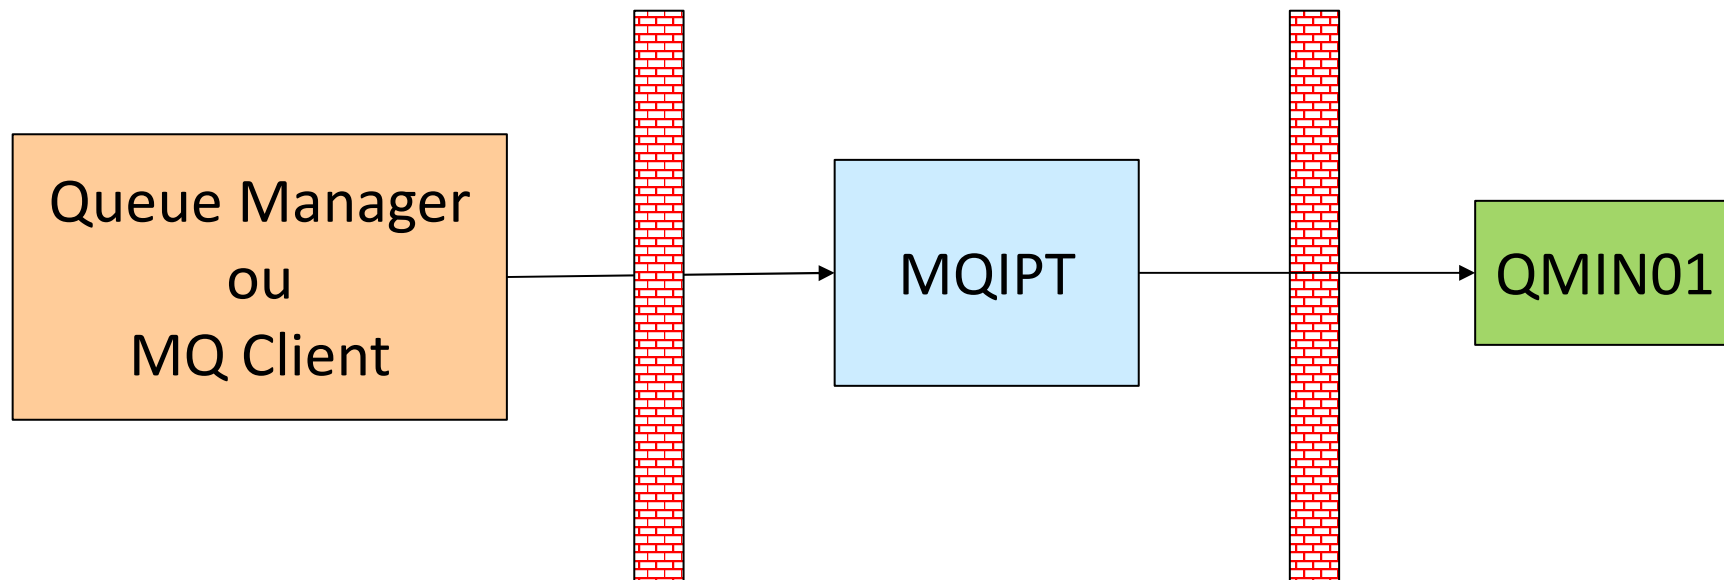 Queue Manager
ou
MQ Client
MQIPT
QMIN01